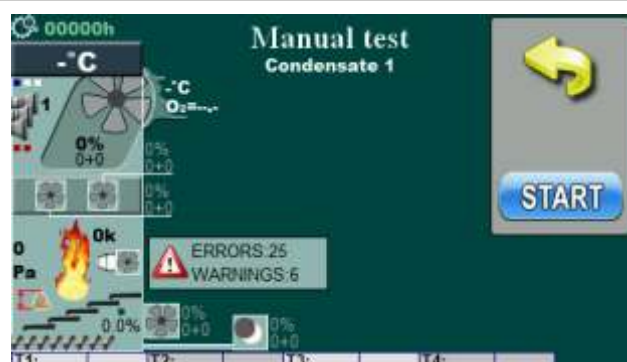 00000h
Manual test
Condensate 1
-°C
-°C
O₂=--.-
1
0%
0+0
0%
0+0
0%
0+0
START
0k
0
Pa
ERRORS:25
WARNINGS:6
0.0%
0%
0+0
0%
0+0
T1:
T2:
T3:
T4: